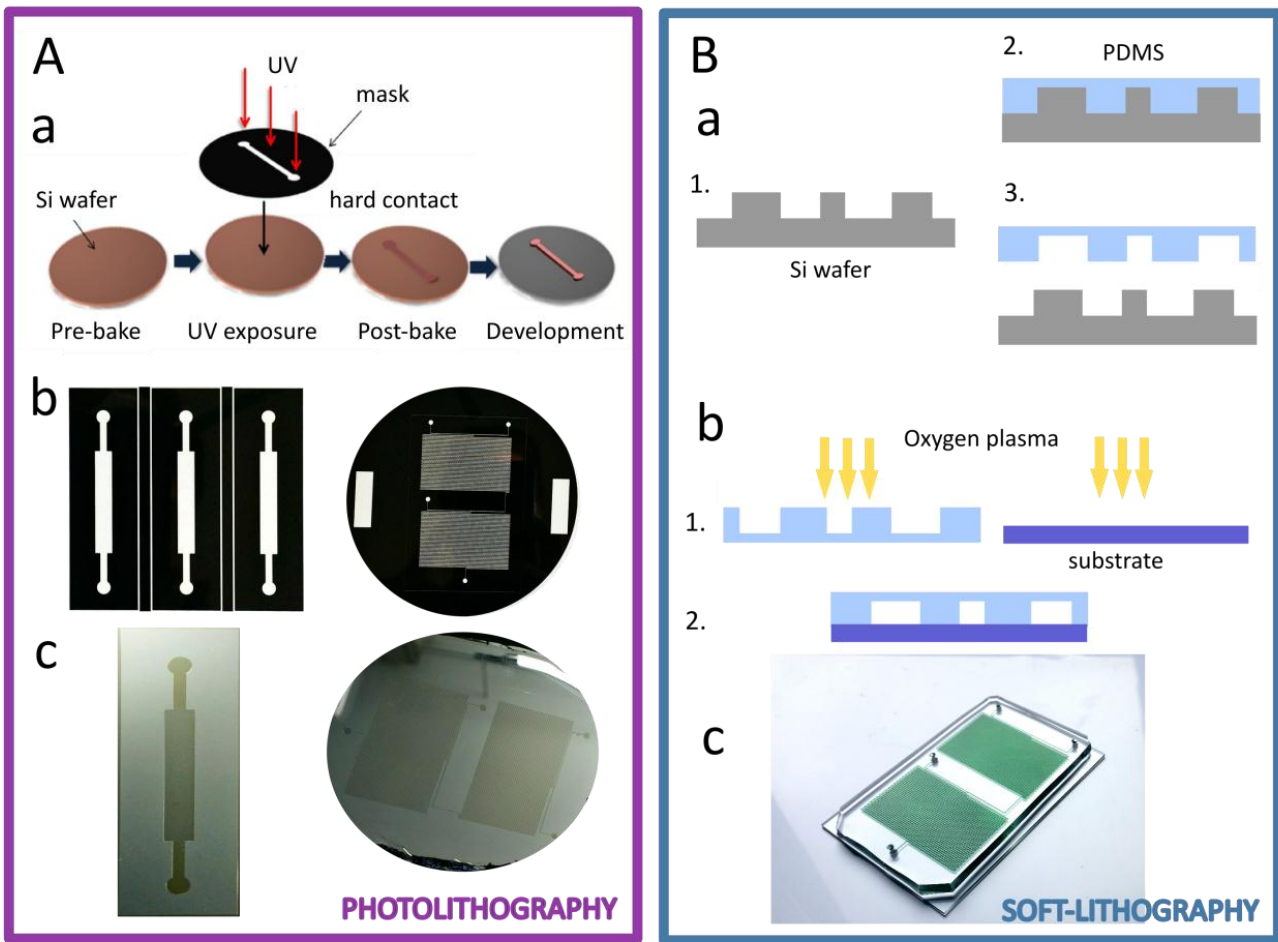 A
UV
mask
a
Si wafer
hard contact
Pre-bake
UV exposure
Post-bake
Development
b
c
PHOTOLITHOGRAPHY
B
2.
PDMS
a
1.
3.
Si wafer
b
Oxygen plasma
1.
substrate
2.
c
SOFT-LITHOGRAPHY